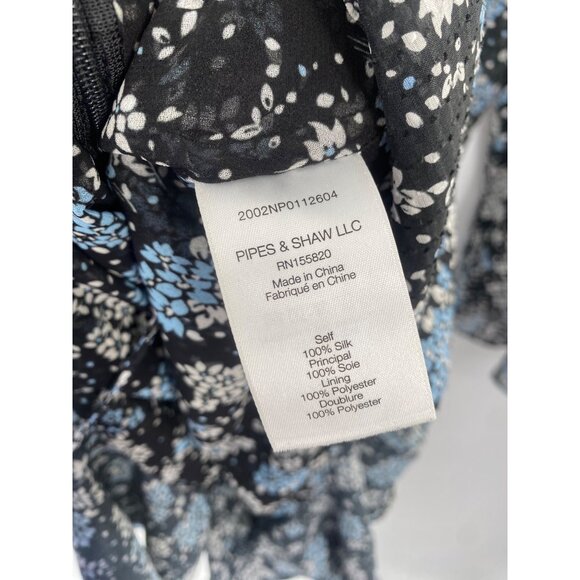 2002NP0112604
PIPES & SHAW LLC
RN155820
Made in China
Fabriqué en Chine
Self
100% Silk
Principal
100% Soie
Lining
100% Polyester
Doublure
100% Polyester